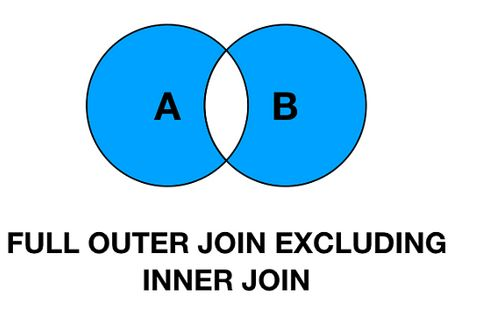 A B
FULL OUTER JOIN EXCLUDING
INNER JOIN